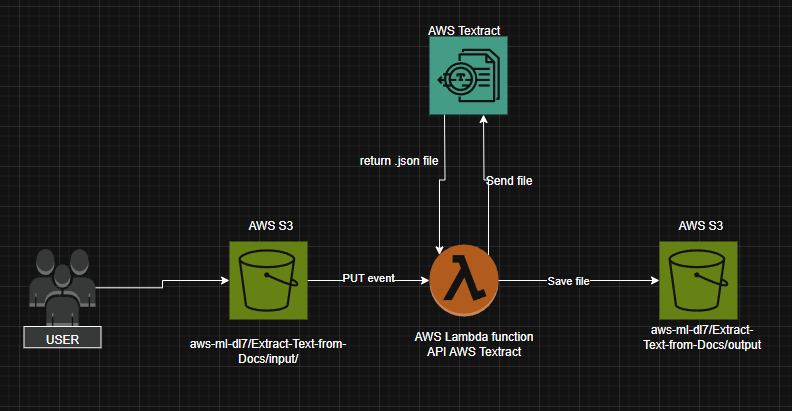 AWS Textract
return .json file
Send file
AWS S3
AWS S3
PUT event
Save file
USER
aws-ml-dl7/Extract-Text-from-
Docs/input/
AWS Lambda function
API AWS Textract
aws-ml-dl7/Extract-
Text-from-Docs/output